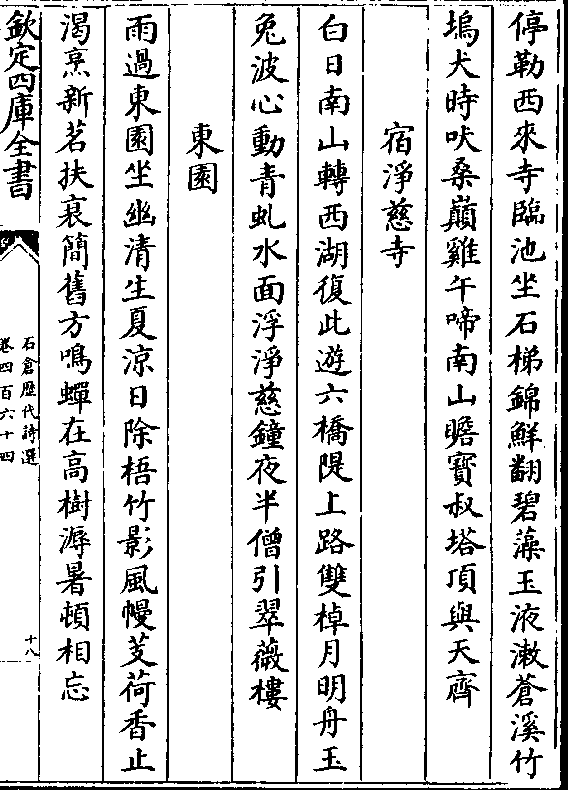 停勒西來寺臨池坐石梯錦鮮翻碧藻玉液漱蒼溪竹
塢犬時吠桑巔雞午啼南山瞻寶叔塔頂與天齊
宿淨慈寺
白日南山轉西湖復此遊六橋隄上路雙棹月明舟玉
兔波心動青虬水面浮淨慈鐘夜半僧引翠薇樓
東園
雨過東園坐幽清生夏涼日除梧竹影風幔芰荷香止
渴烹新茗扶衰簡舊方鳴蟬在高樹溽暑頓相忘
欽定四庫全書
石倉歷代詩選
卷四百六十四
十八